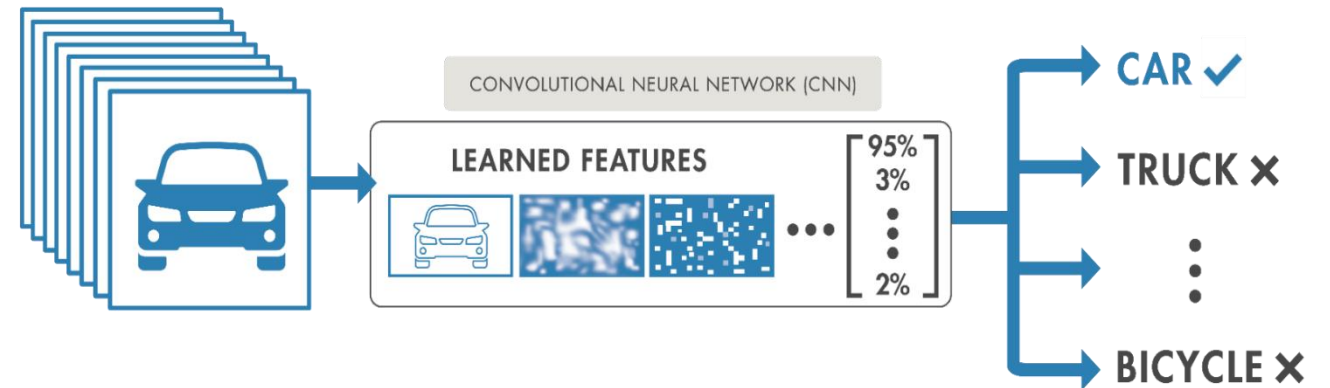 CONVOLUTIONAL NEURAL NETWORK (CNN)
LEARNED FEATURES
95%
3%
2%
CAR ✓
TRUCK ✕
BICYCLE ✕